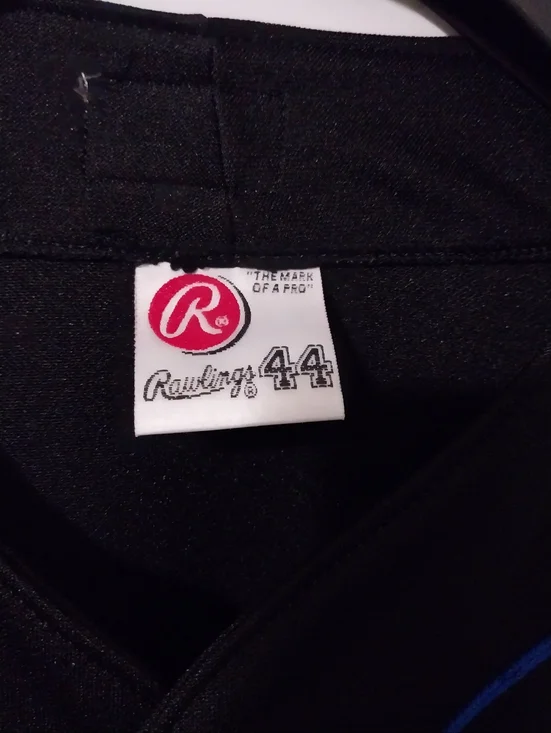 "THE MARK
OF A PRO"
R®
Rawlings® 44